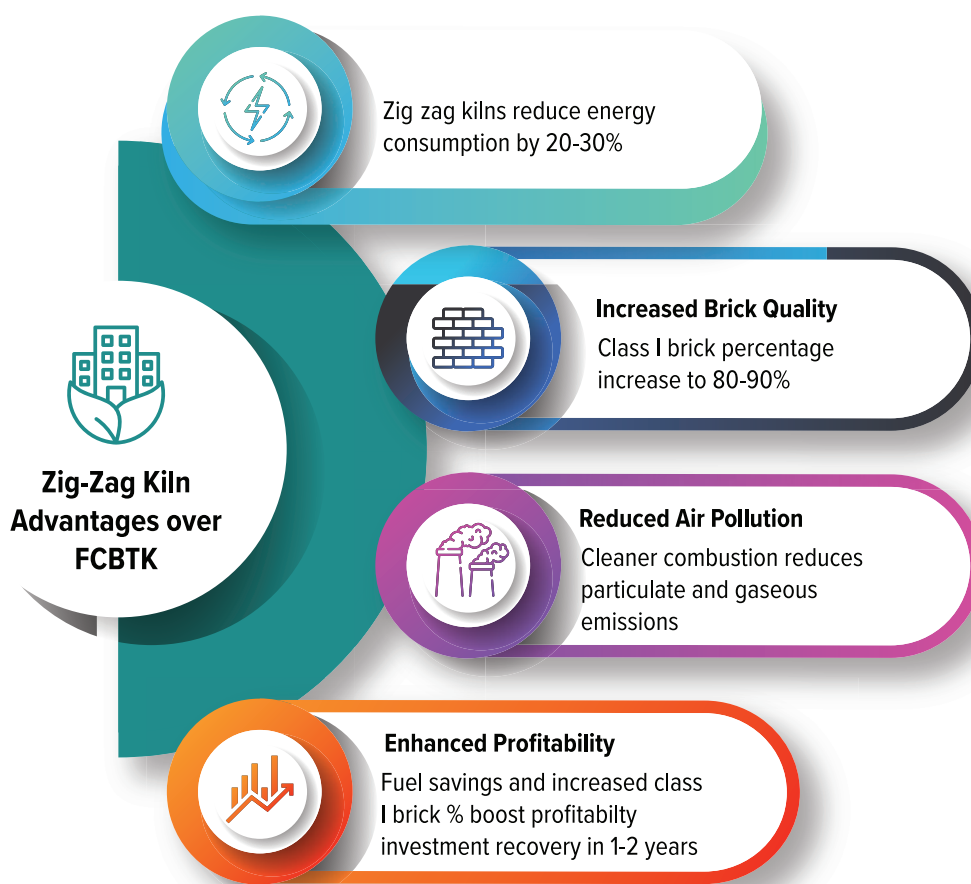 Zig zag kilns reduce energy
consumption by 20-30%
Increased Brick Quality
Class I brick percentage
increase to 80-90%
Zig-Zag Kiln
Advantages over
FCBTK
Reduced Air Pollution
Cleaner combustion reduces
particulate and gaseous
emissions
Enhanced Profitability
Fuel savings and increased class
I brick % boost profitabilty
investment recovery in 1-2 years